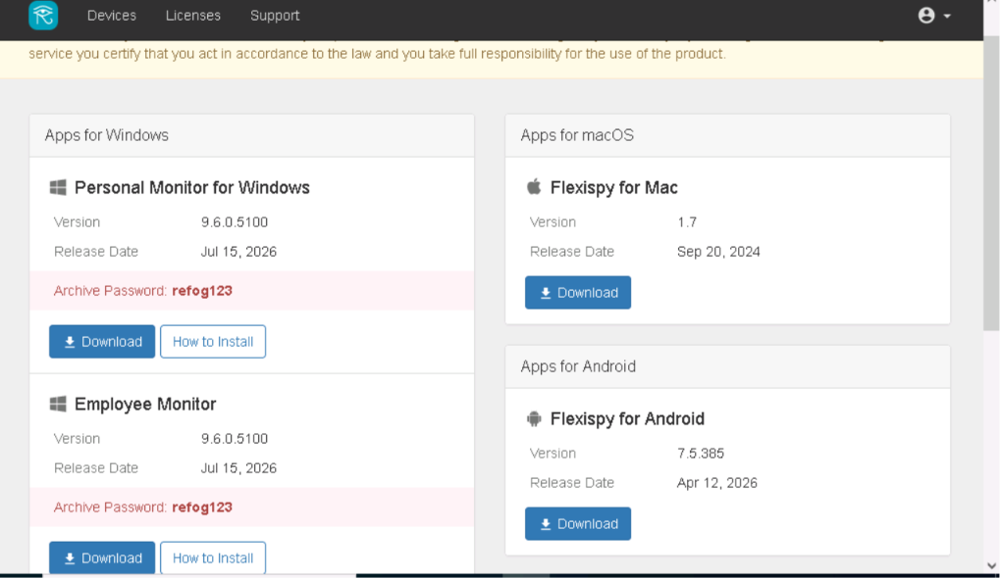 Devices Licenses Support
service you certify that you act in accordance to the law and you take full responsibility for the use of the product.
Apps for Windows
Personal Monitor for Windows
Version 9.6.0.5100
Release Date Jul 15, 2026
Archive Password: refog123
Download How to Install
Employee Monitor
Version 9.6.0.5100
Release Date Jul 15, 2026
Archive Password: refog123
Download How to Install
Apps for macOS
Flexispy for Mac
Version 1.7
Release Date Sep 20, 2024
Download
Apps for Android
Flexispy for Android
Version 7.5.385
Release Date Apr 12, 2026
Download